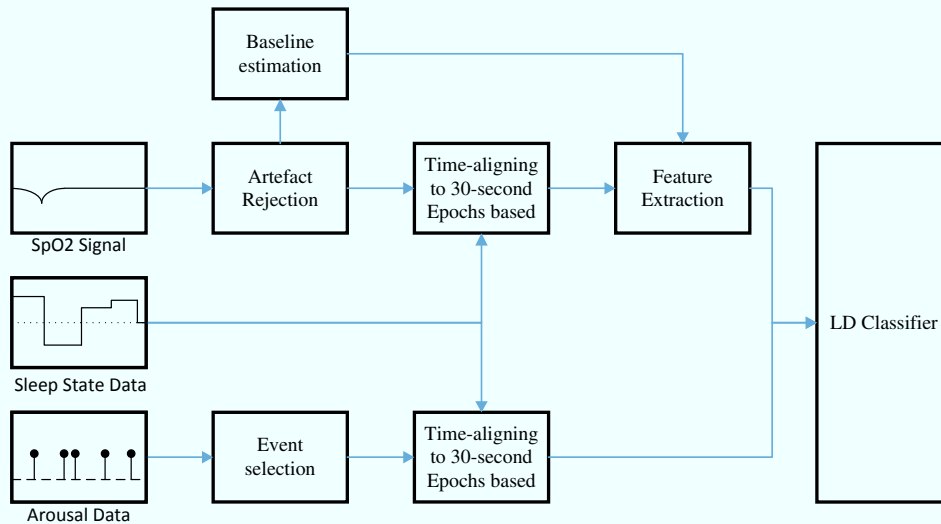 Baseline
estimation
Artefact
Rejection
Time-aligning
to 30-second
Epochs based
Feature
Extraction
SpO2 Signal
LD Classifier
Sleep State Data
Event
selection
Time-aligning
to 30-second
Epochs based
Arousal Data